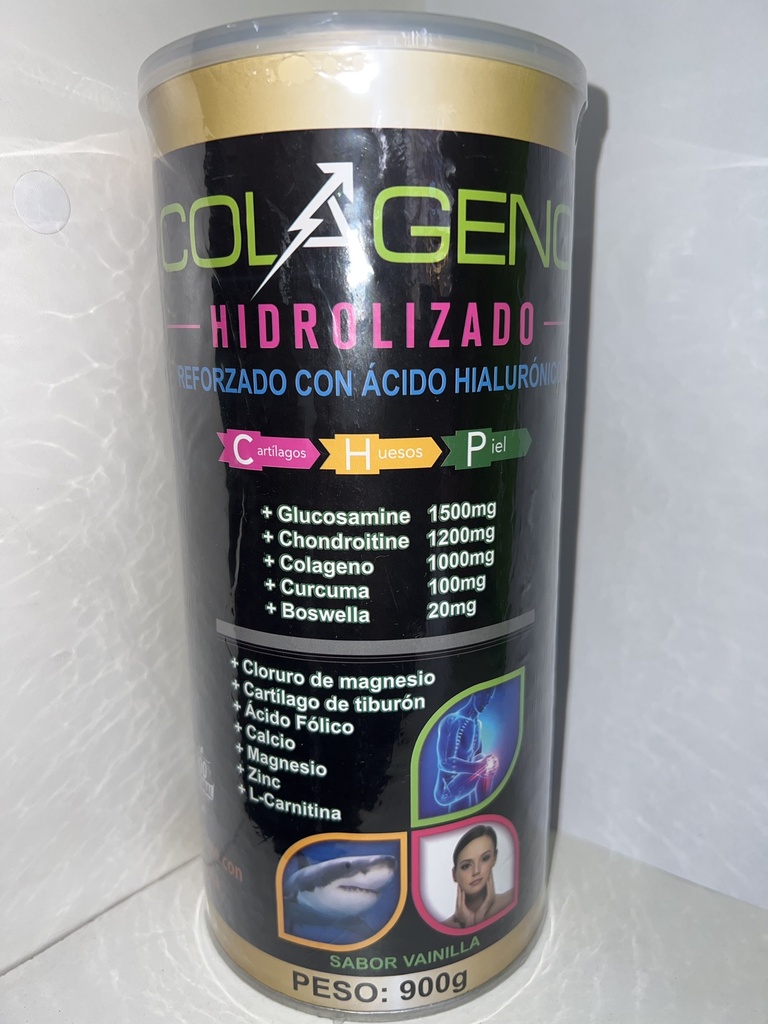 COLAGENO
HIDROLIZADO
REFORZADO CON ÁCIDO HIALURÓNICO
Cartílagos Huesos Piel
+ Glucosamine 1500mg
+ Chondroitine 1200mg
+ Colageno 1000mg
+ Curcuma 100mg
+ Boswella 20mg
+ Cloruro de magnesio
+ Cartílago de tiburón
+ Ácido Fólico
+ Calcio
+ Magnesio
+ Zinc
+ L-Carnitina
con
SABOR VAINILLA
PESO: 900g